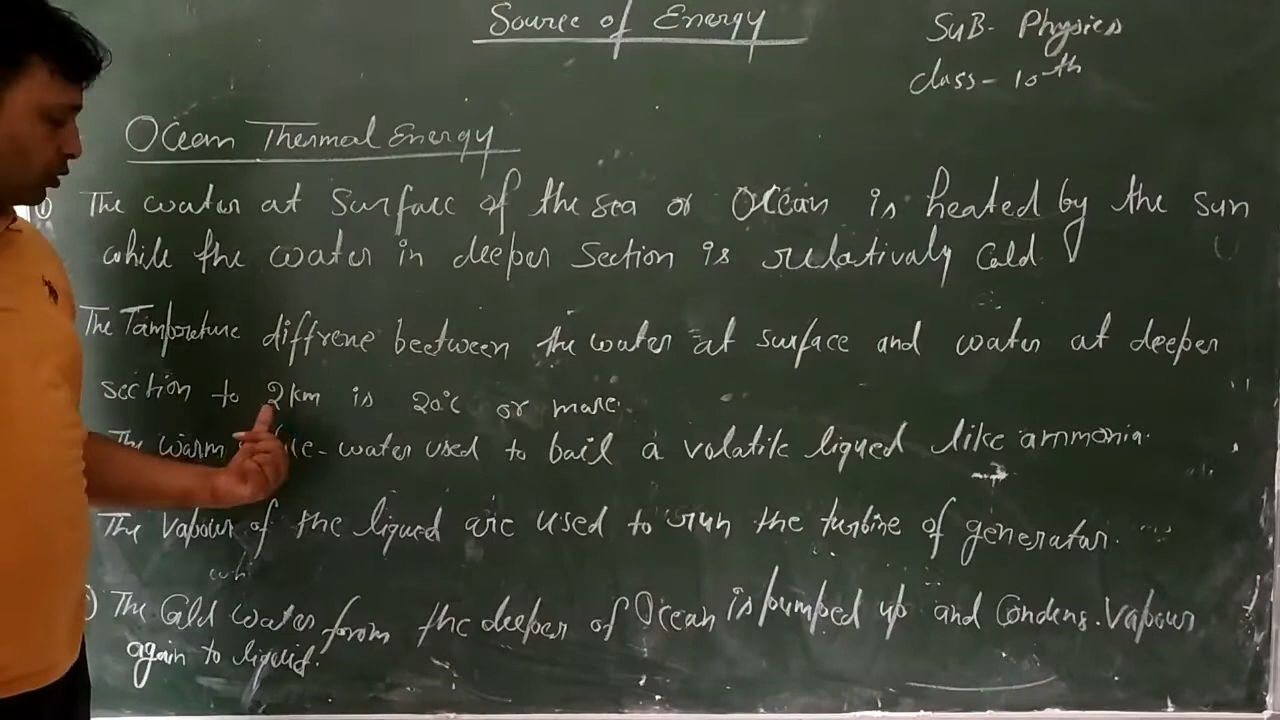 Source of Energy
SuB- Physics
class- 10th
Ocean Thermal Energy
The water at Surface of the sea or Ocean is heated by the sun
while the water in deeper Section is relativaly Cold
The Tamporeture diffrene beetween the water at surface and water at deeper
section to 2km is 20°c or more.
The warm water used to bail a volatile liqued like ammonia.
The Vapour of the liqued are used to run the turbine of generatar.
The Cold water from the deeper of Ocean is pumped up and Condens. Vapour
again to liquid.